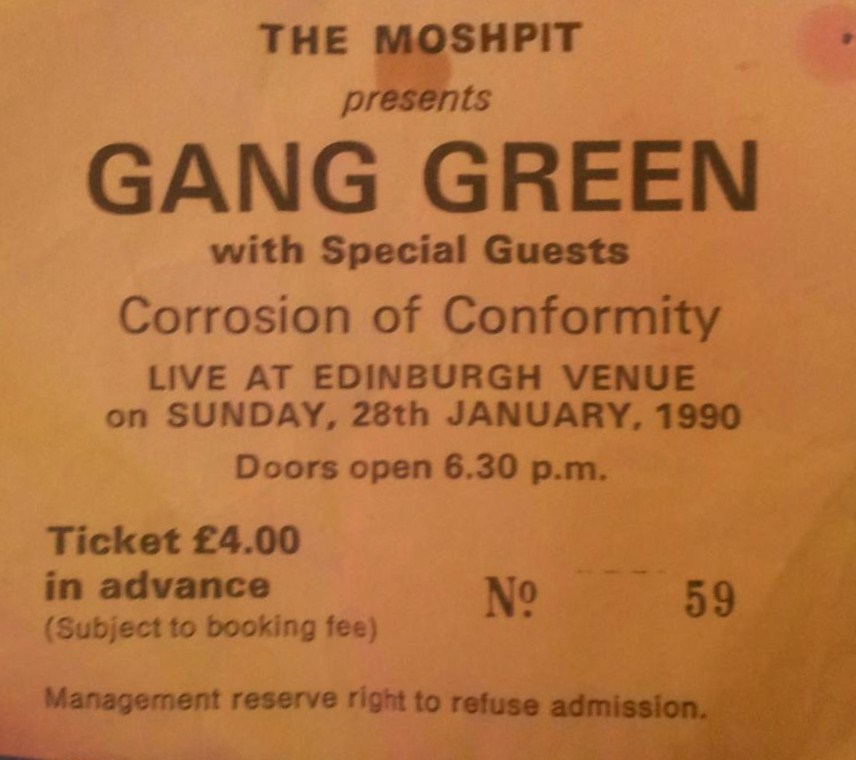 THE MOSHPIT
presents
GANG GREEN
with Special Guests
Corrosion of Conformity
LIVE AT EDINBURGH VENUE
on SUNDAY, 28th JANUARY, 1990
Doors open 6.30 p.m.
Ticket £4.00
in advance
(Subject to booking fee)
Nº 59
Management reserve right to refuse admission.